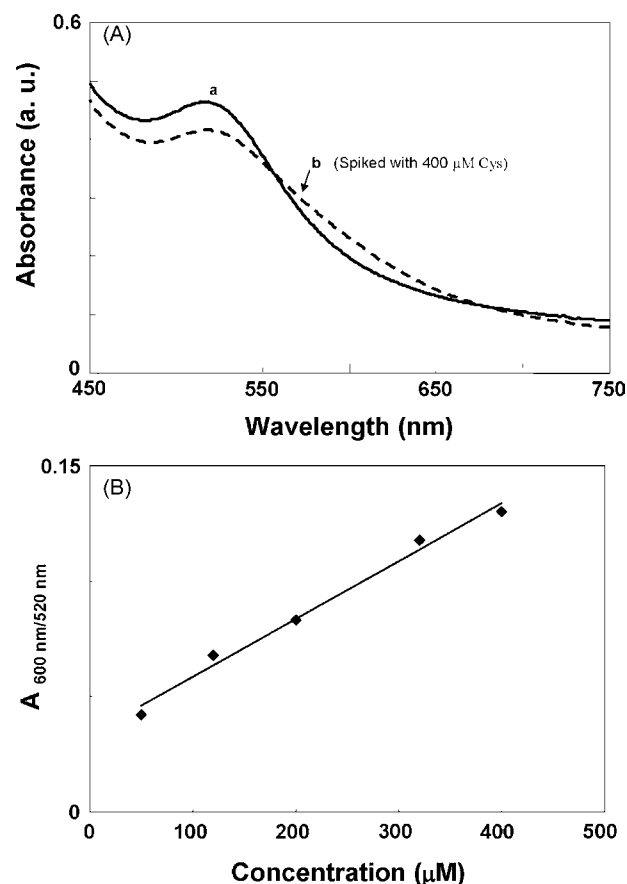 0.6
(A)
a
b (Spiked with 400 μM Cys)
Absorbance (a. u.)
0
450 550 650 750
Wavelength (nm)
0.15
(B)
A 600 nm/520 nm
0
0 100 200 300 400 500
Concentration (μM)